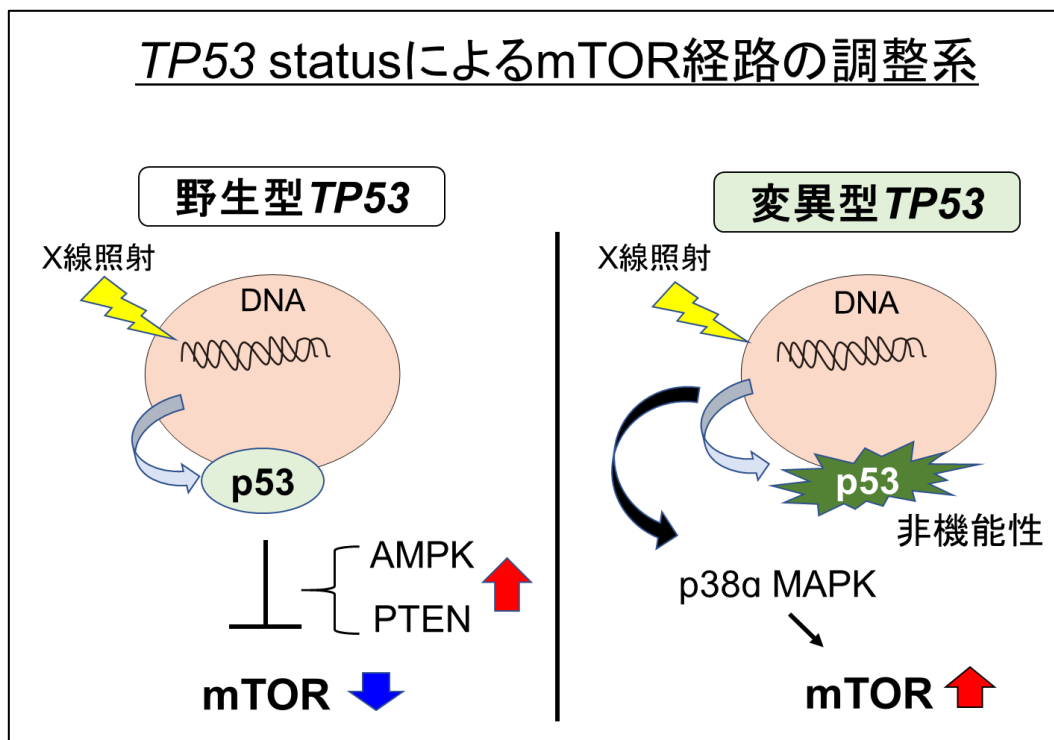 TP53 statusによるmTOR経路の調整系
野生型TP53
X線照射
DNA
p53
AMPK
PTEN
mTOR
変異型TP53
X線照射
DNA
p53
非機能性
p38α MAPK
mTOR